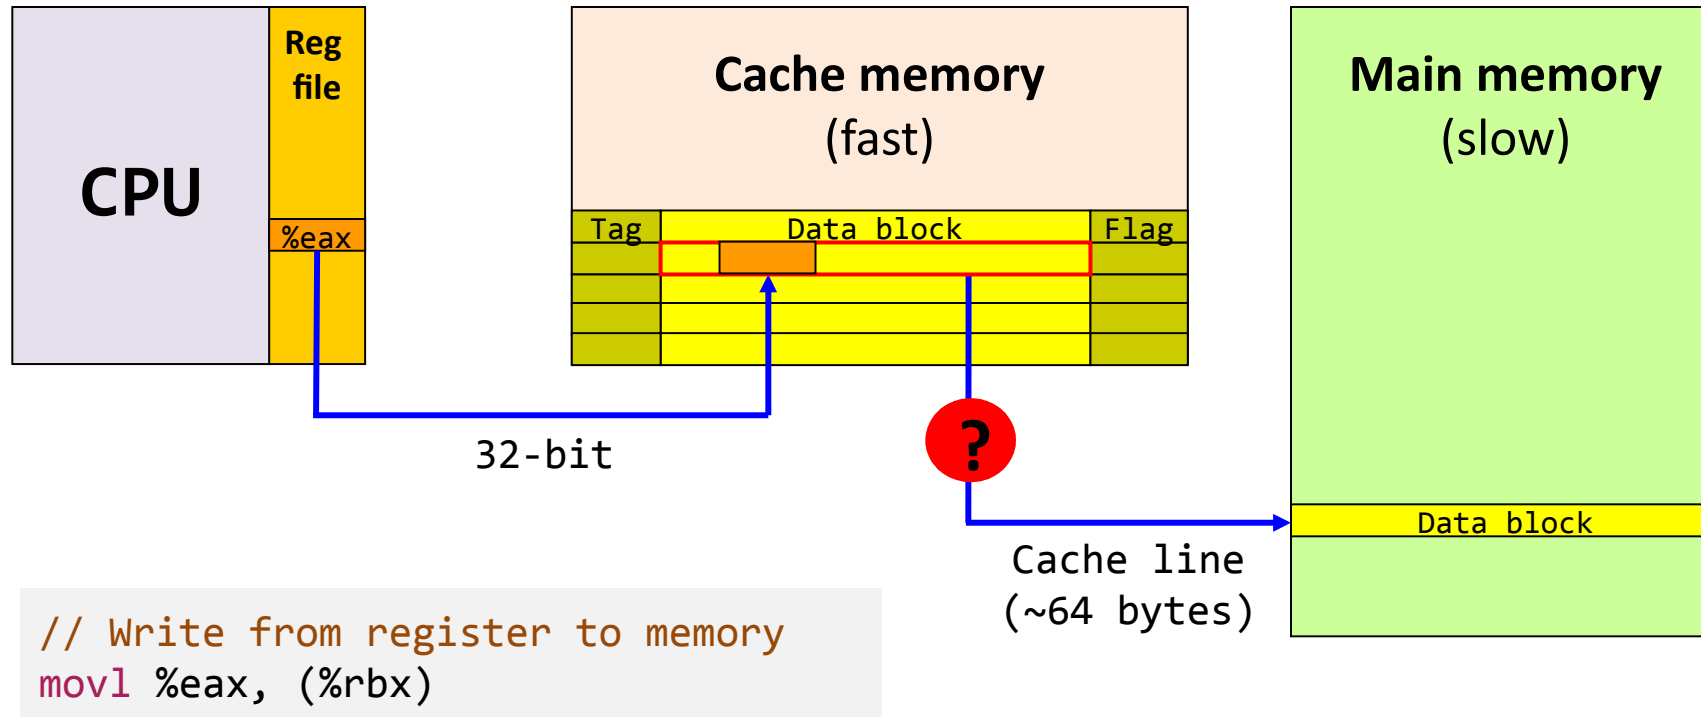 CPU
Reg
file
%eax
32-bit
Cache memory
(fast)
Tag
Data block
Flag
?
Main memory
(slow)
Data block
Cache line
(~64 bytes)
// Write from register to memory
movl %eax, (%rbx)